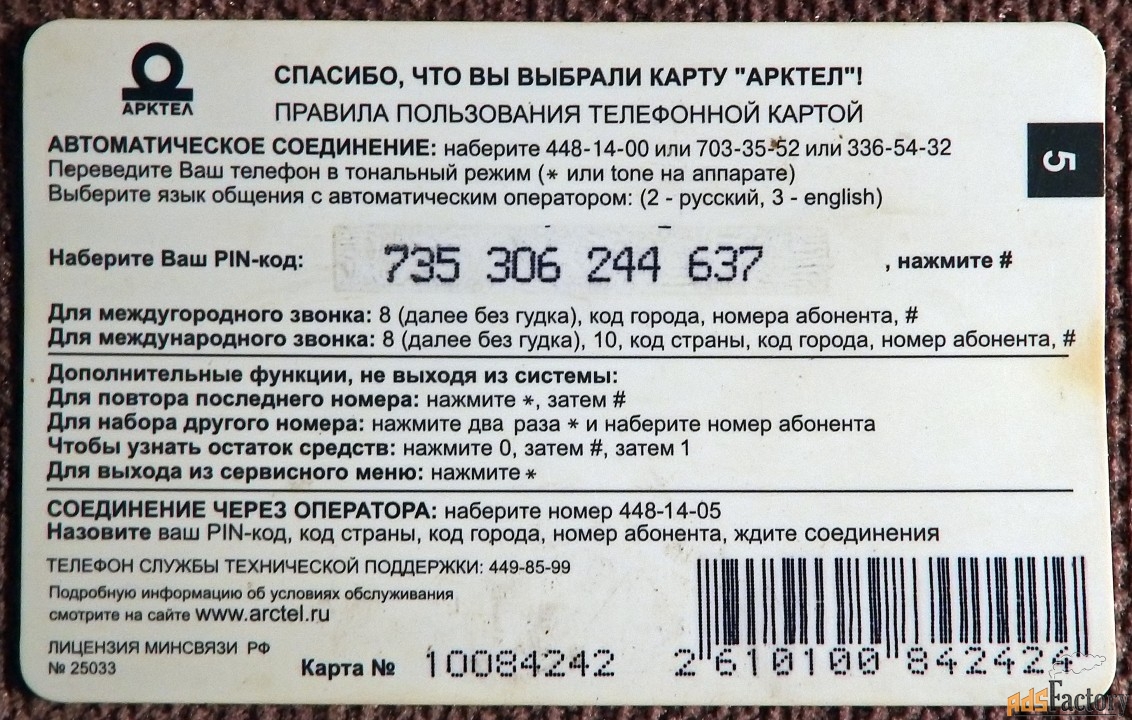 АРКТЕЛ
СПАСИБО, ЧТО ВЫ ВЫБРАЛИ КАРТУ "АРКТЕЛ"!
ПРАВИЛА ПОЛЬЗОВАНИЯ ТЕЛЕФОННОЙ КАРТОЙ
АВТОМАТИЧЕСКОЕ СОЕДИНЕНИЕ: наберите 448-14-00 или 703-35-52 или 336-54-32
Переведите Ваш телефон в тональный режим (* или tone на аппарате)
Выберите язык общения с автоматическим оператором: (2 - русский, 3 - english)
5
Наберите Ваш PIN-код: 735 306 244 637 , нажмите #
Для междугородного звонка: 8 (далее без гудка), код города, номера абонента, #
Для международного звонка: 8 (далее без гудка), 10, код страны, код города, номер абонента, #
Дополнительные функции, не выходя из системы:
Для повтора последнего номера: нажмите *, затем #
Для набора другого номера: нажмите два раза * и наберите номер абонента
Чтобы узнать остаток средств: нажмите 0, затем #, затем 1
Для выхода из сервисного меню: нажмите *
СОЕДИНЕНИЕ ЧЕРЕЗ ОПЕРАТОРА: наберите номер 448-14-05
Назовите ваш PIN-код, код страны, код города, номер абонента, ждите соединения
ТЕЛЕФОН СЛУЖБЫ ТЕХНИЧЕСКОЙ ПОДДЕРЖКИ: 449-85-99
Подробную информацию об условиях обслуживания
смотрите на сайте www.arctel.ru
ЛИЦЕНЗИЯ МИНСВЯЗИ РФ
№ 25033
Карта № 10084242
2 610100 842424
AdsFactory